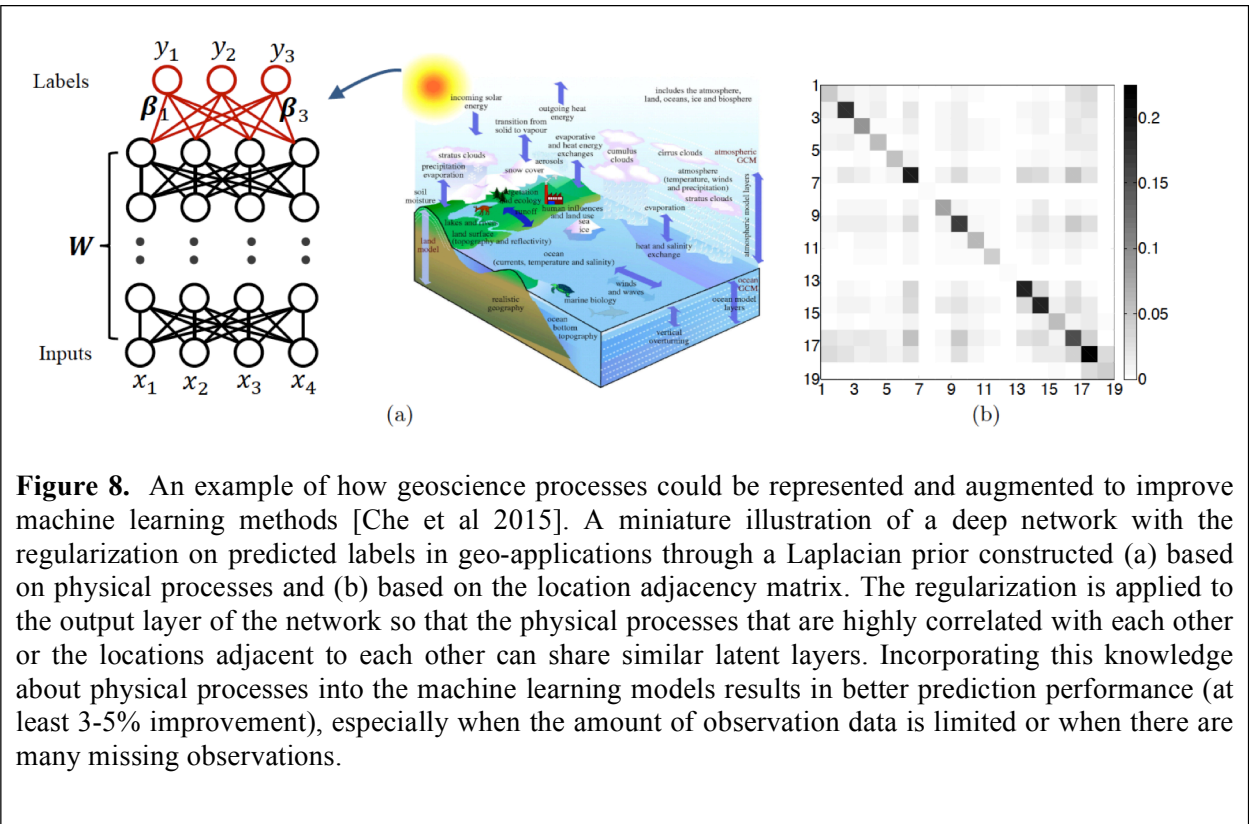 y₁ y₂ y₃
Labels
β₁ β₃
W
Inputs
x₁ x₂ x₃ x₄
incoming solar
energy
outgoing heat
energy
includes the atmosphere,
land, oceans, ice and biosphere
transition from
solid to vapour
evaporative
and heat energy
exchanges
stratus clouds
aerosols
snow cover
cumulus
clouds
cirrus clouds
atmospheric
GCM
precipitation
evaporation
atmosphere
(temperature, winds
and precipitation)
stratus clouds
soil
moisture
and ecology
runoff
human influences
and land use
evaporation
atmospheric model layers
lakes and
land surface
(topography and reflectivity)
sea
ice
land
model
heat and salinity
exchange
ocean
(currents, temperature and salinity)
winds
and waves
ocean
GCM
realistic
geography
marine biology
ocean model
layers
ocean
bottom
topography
vertical
overturning
(a)
1
3
5
7
9
11
13
15
17
19
1 3 5 7 9 11 13 15 17 19
0.2
0.15
0.1
0.05
0
(b)
Figure 8. An example of how geoscience processes could be represented and augmented to improve
machine learning methods [Che et al 2015]. A miniature illustration of a deep network with the
regularization on predicted labels in geo-applications through a Laplacian prior constructed (a) based
on physical processes and (b) based on the location adjacency matrix. The regularization is applied to
the output layer of the network so that the physical processes that are highly correlated with each other
or the locations adjacent to each other can share similar latent layers. Incorporating this knowledge
about physical processes into the machine learning models results in better prediction performance (at
least 3-5% improvement), especially when the amount of observation data is limited or when there are
many missing observations.